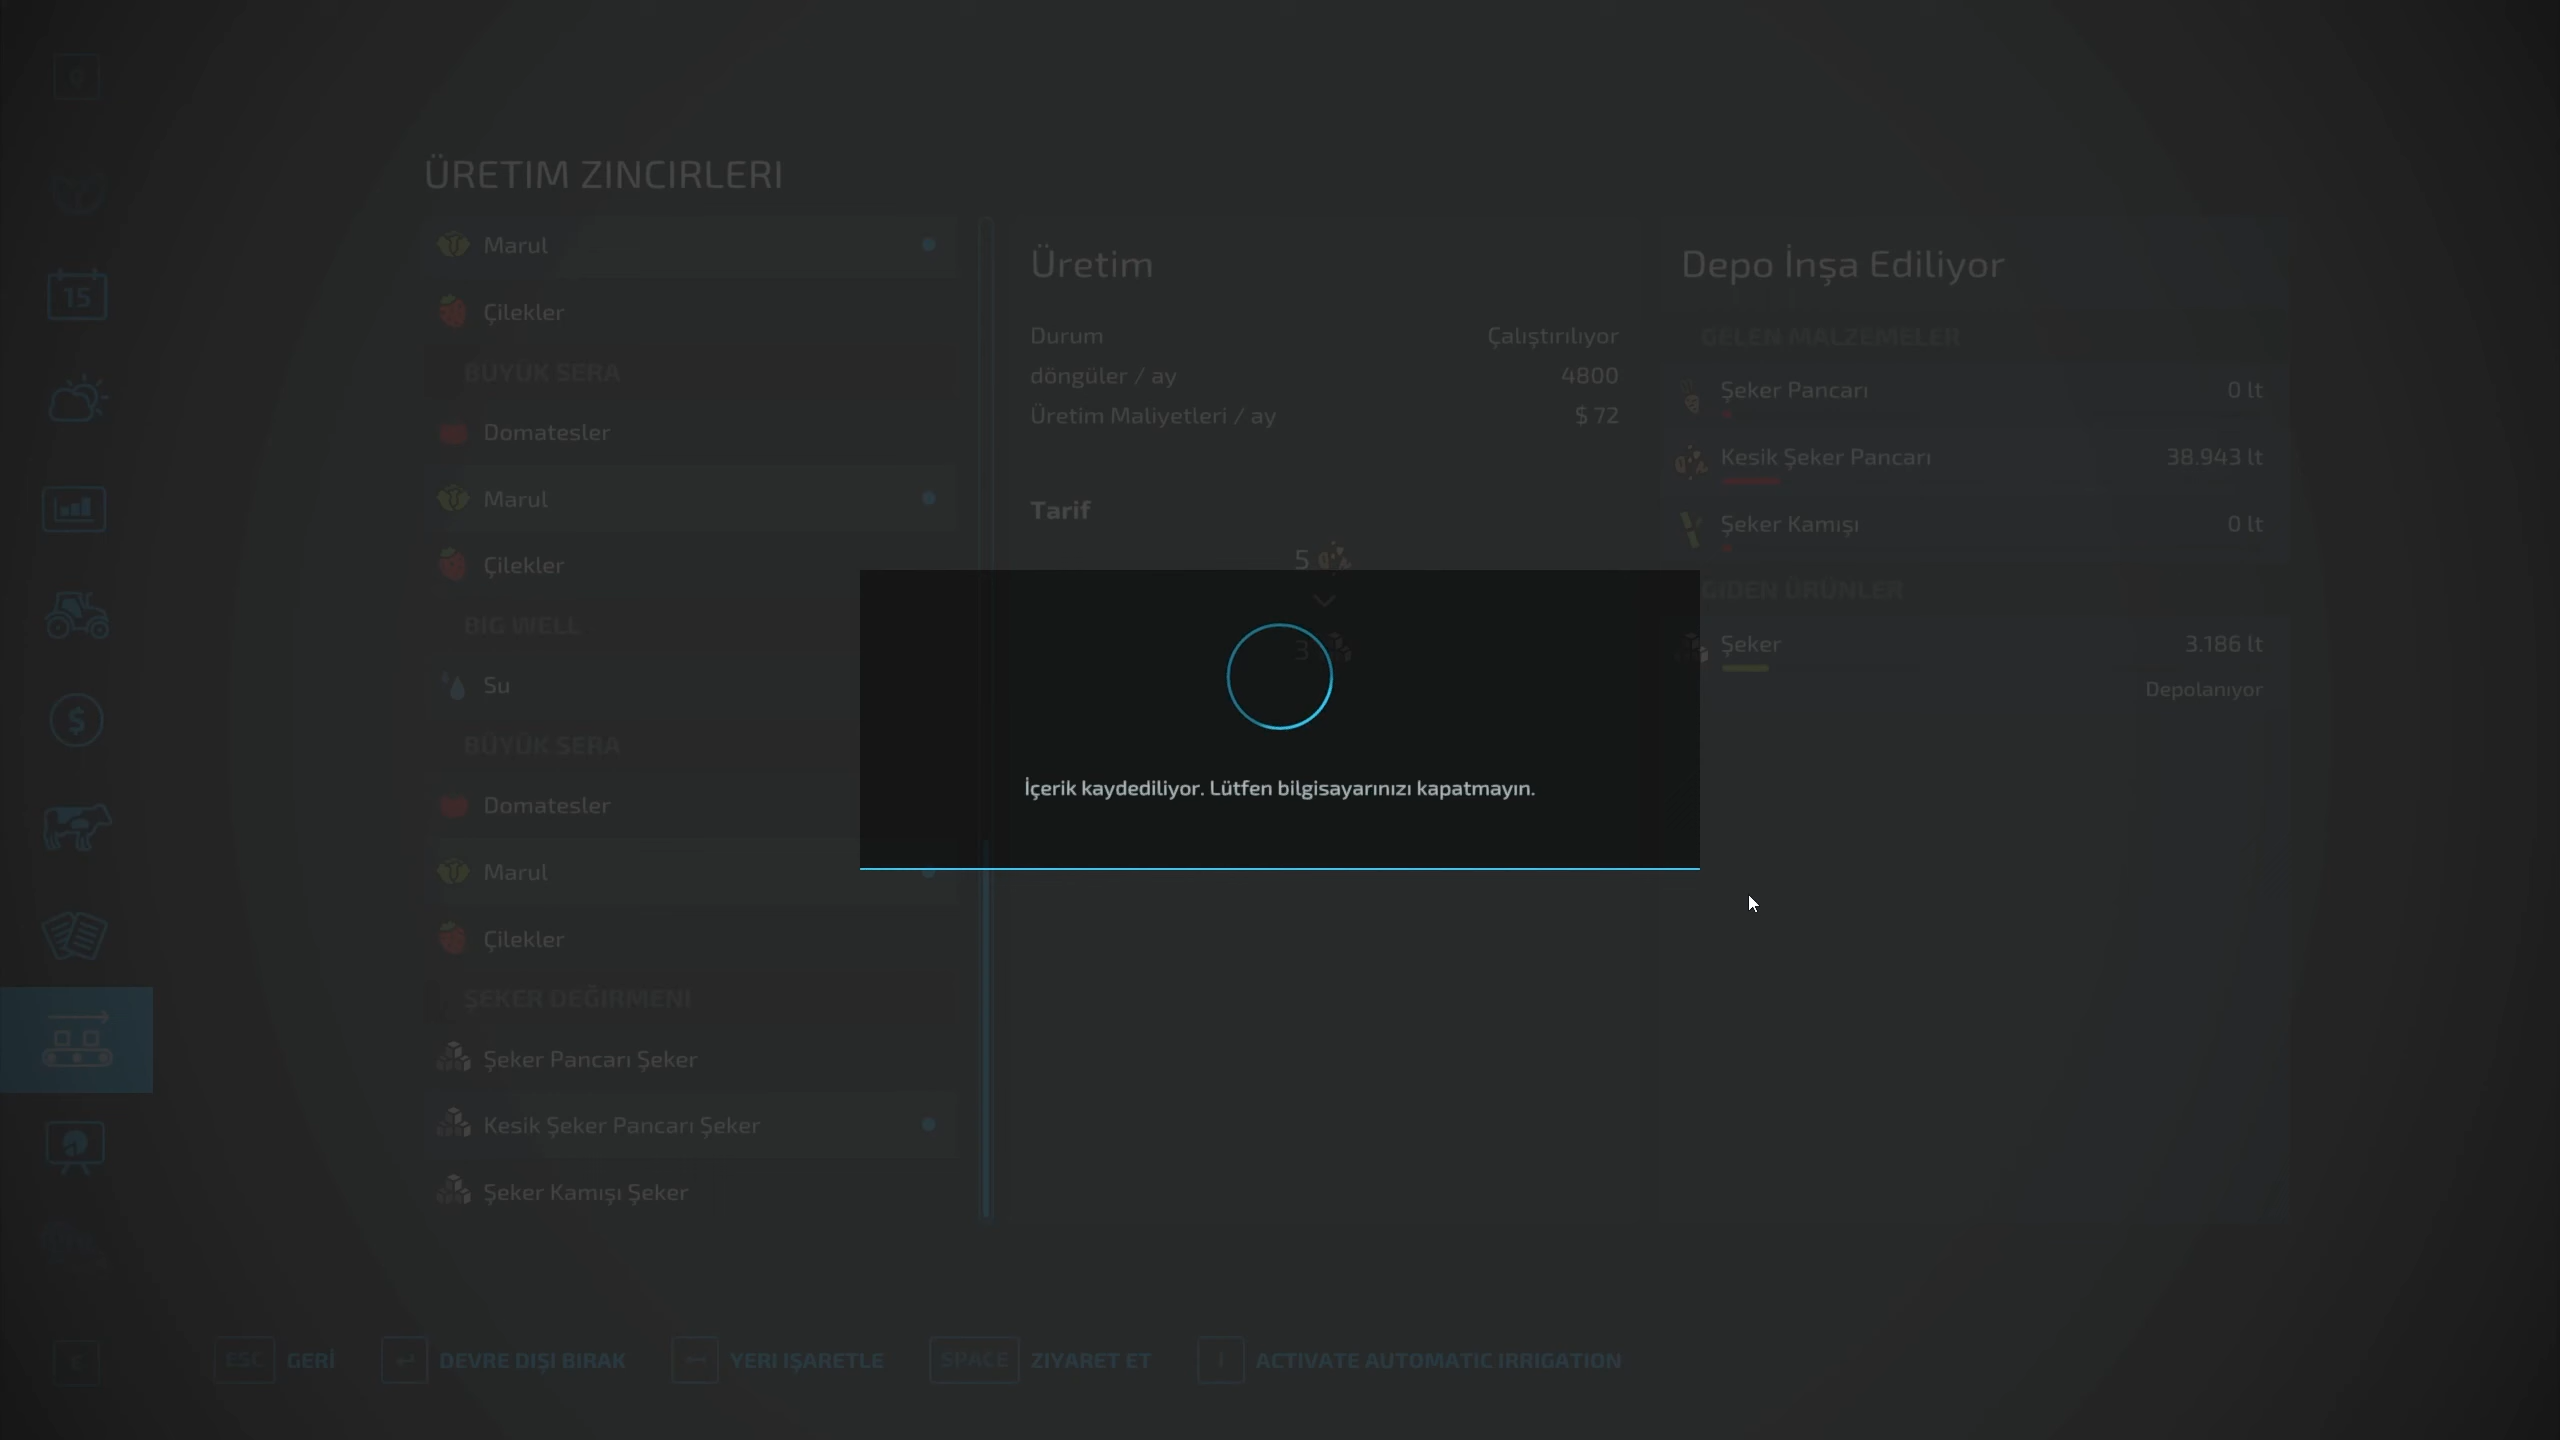 ÜRETIM ZINCIRLERI
Marul
Çilekler
BÜYÜK SERA
Domatesler
Marul
Çilekler
BIG WELL
Su
BÜYÜK SERA
Domatesler
Marul
Çilekler
ŞEKER DEĞIRMENI
Şeker Pancarı Şeker
Kesik Şeker Pancarı Şeker
Şeker Kamışı Şeker
Üretim
Durum Çalıştırılıyor
döngüler / ay 4800
Üretim Maliyetleri / ay $ 72
Tarif
5
3
İçerik kaydediliyor. Lütfen bilgisayarınızı kapatmayın.
Depo İnşa Ediliyor
GELEN MALZEMELER
Şeker Pancarı 0 lt
Kesik Şeker Pancarı 38.943 lt
Şeker Kamışı 0 lt
GIDEN ÜRÜNLER
Şeker 3.186 lt
Depolanıyor
15
$
ESC GERİ DEVRE DIŞI BIRAK YERI IŞARETLE SPACE ZIYARET ET I ACTIVATE AUTOMATIC IRRIGATION